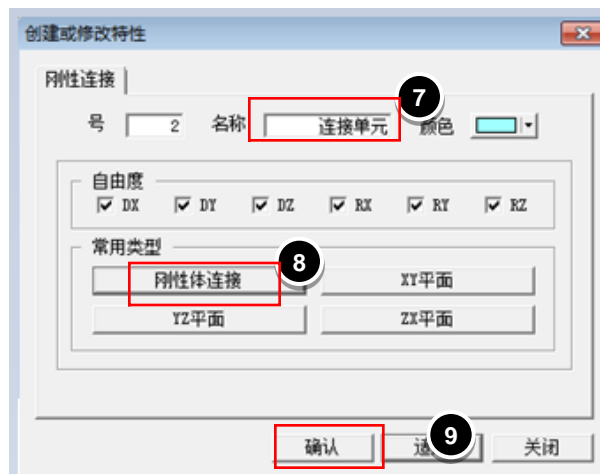 创建或修改特性
刚性连接
7
号 2 名称 连接单元 颜色
自由度
DX DY DZ RX RY RZ
常用类型
8
刚性体连接 XY平面
YZ平面 ZX平面
9
确认 适 关闭